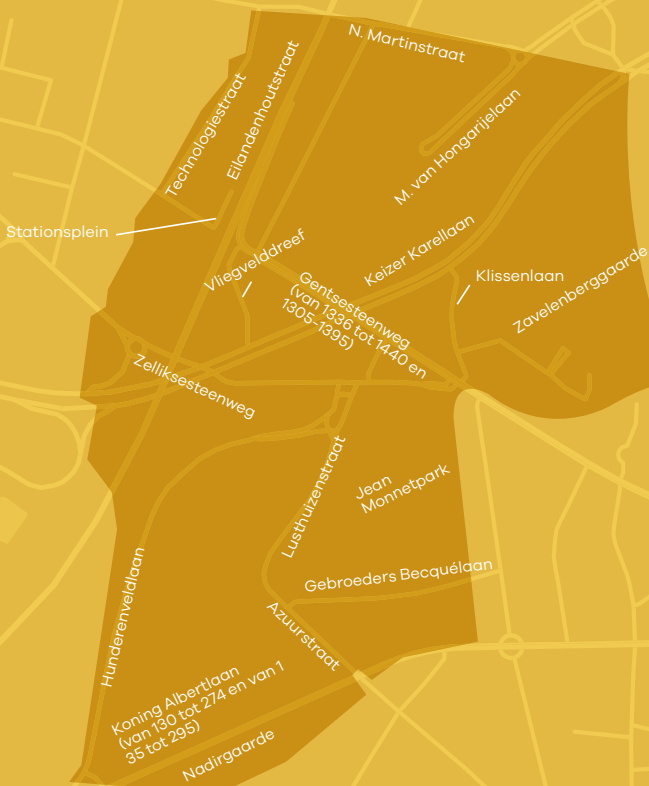 N. Martinstraat
Technologiestraat
Eilandenhoutstraat
M. van Hongarijelaan
Stationsplein
Vliegvelddreef
Keizer Karellaan
Klissenlaan
Zavelenberggaarde
Gentsesteenweg
(van 1336 tot 1440 en
1305-1395)
Zelliksesteenweg
Lusthuizenstraat
Jean
Monnetpark
Hunderenveldlaan
Gebroeders Becquélaan
Azuurstraat
Koning Albertlaan
(van 130 tot 274 en van 1
35 tot 295)
Nadirgaarde